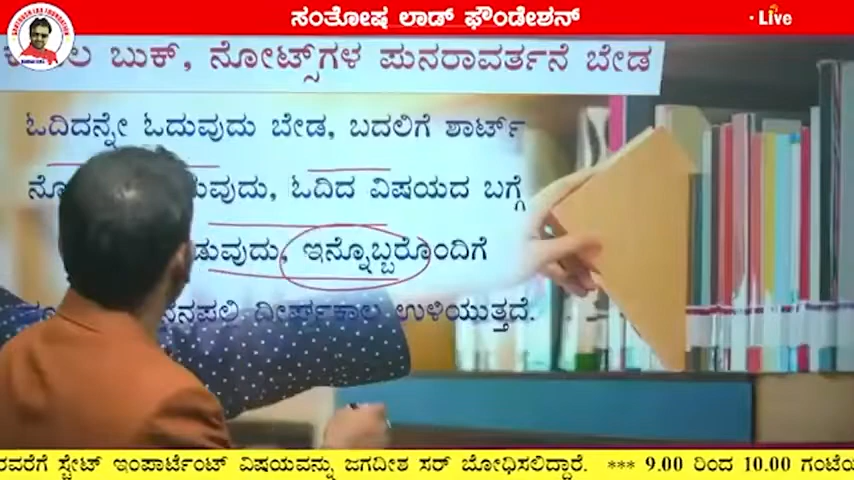 ಸಂತೋಷ ಲಾಡ್ ಫೌಂಡೇಶನ್
Live
ಬುಕ್, ನೋಟ್ಸ್‌ಗಳ ಪುನರಾವರ್ತನೆ ಬೇಡ
ಓದಿದನ್ನೇ ಓದುವುದು ಬೇಡ, ಬದಲಿಗೆ ಶಾರ್ಟ್
ಓದಿದ ವಿಷಯದ ಬಗ್ಗೆ
ಇನ್ನೊಬ್ಬರೊಂದಿಗೆ
ದೀರ್ಘಕಾಲ ಉಳಿಯುತ್ತದೆ.
ಸ್ಟೇಟ್ ಇಂಪಾರ್ಟೆಂಟ್ ವಿಷಯವನ್ನು ಜಗದೀಶ ಸರ್ ಬೋಧಿಸಲಿದ್ದಾರೆ. *** 9.00 ರಿಂದ 10.00